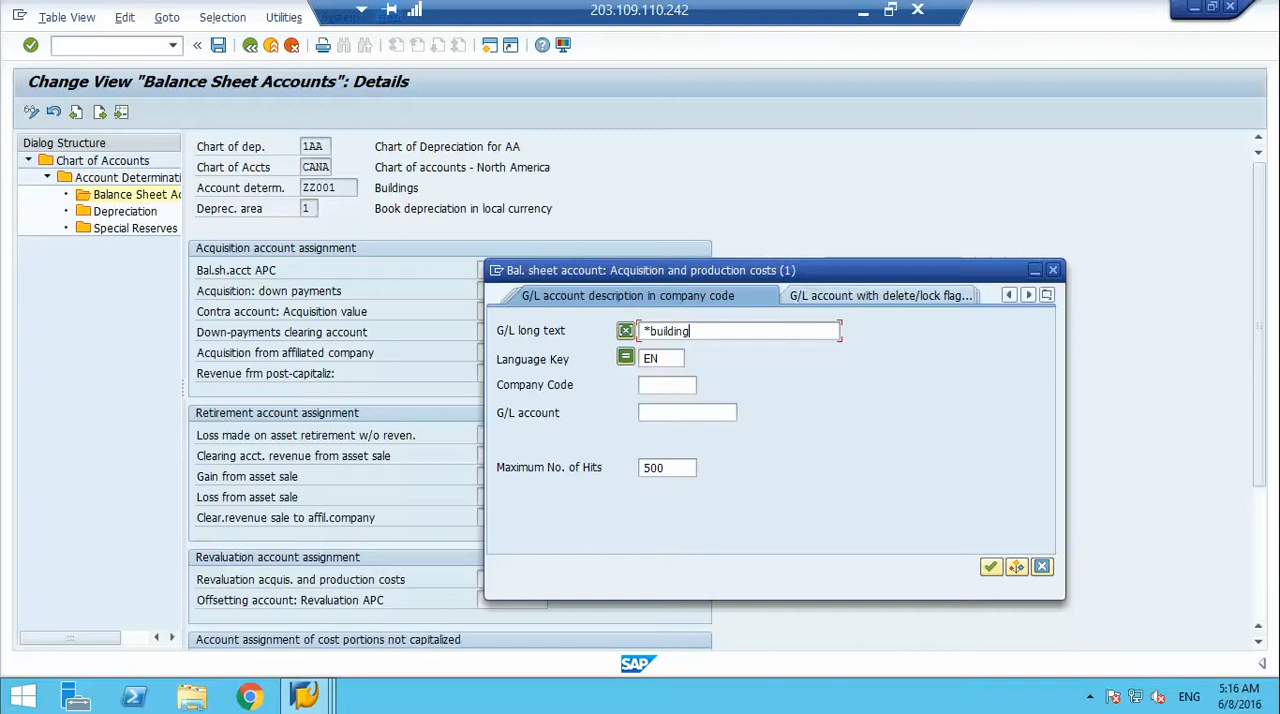 203.109.110.242
Table View Edit Goto Selection Utilities
Change View "Balance Sheet Accounts": Details
Dialog Structure
Chart of Accounts
Account Determinati
Balance Sheet Ac
Depreciation
Special Reserves
Chart of dep. 1AA Chart of Depreciation for AA
Chart of Accts CANA Chart of accounts - North America
Account determ. ZZ001 Buildings
Deprec. area 1 Book depreciation in local currency
Acquisition account assignment
Bal.sh.acct APC
Acquisition: down payments
Contra account: Acquisition value
Down-payments clearing account
Acquisition from affiliated company
Revenue frm post-capitaliz:
Retirement account assignment
Loss made on asset retirement w/o reven.
Clearing acct. revenue from asset sale
Gain from asset sale
Loss from asset sale
Clear.revenue sale to affil.company
Revaluation account assignment
Revaluation acquis. and production costs
Offsetting account: Revaluation APC
Account assignment of cost portions not capitalized
Bal. sheet account: Acquisition and production costs (1)
G/L account description in company code G/L account with delete/lock flag...
G/L long text *building
Language Key EN
Company Code
G/L account
Maximum No. of Hits 500
SAP
ENG
5:16 AM
6/8/2016